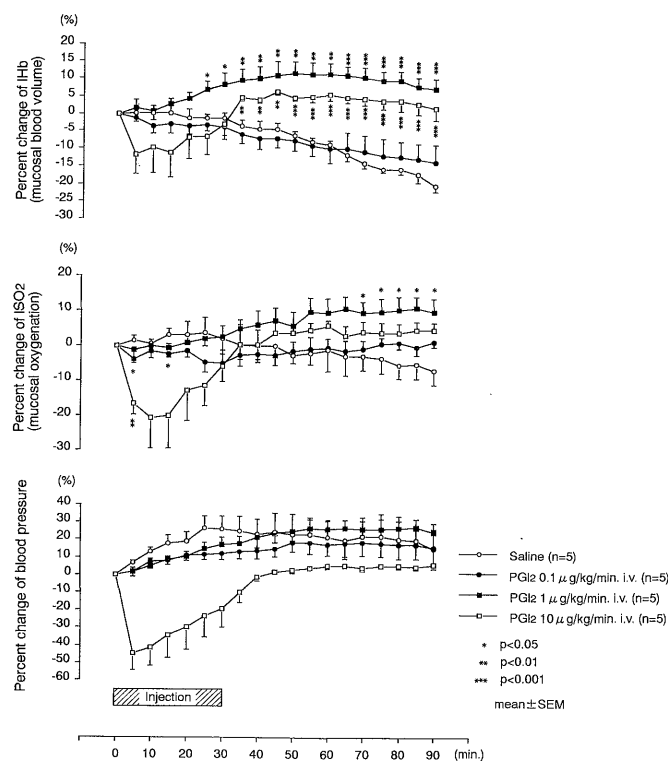 (%)
Percent change of IHb
(mucosal blood volume)
20
15
10
5
0
-5
-10
-15
-20
-25
-30
* * ** ** ** ** *** *** *** *** *** *** *** ***
** ** ** ** *** *** *** *** *** *** *** ***
(%)
Percent change of ISO2
(mucosal oxygenation)
20
10
0
-10
-20
-30
* * * * *
* *
**
(%)
Percent change of blood pressure
40
30
20
10
0
-10
-20
-30
-40
-50
-60
Injection
0 10 20 30 40 50 60 70 80 90 (min.)
Saline (n=5)
PGI2 0.1 μg/kg/min. i.v. (n=5)
PGI2 1 μg/kg/min. i.v. (n=5)
PGI2 10 μg/kg/min. i.v. (n=5)
* p<0.05
** p<0.01
*** p<0.001
mean±SEM